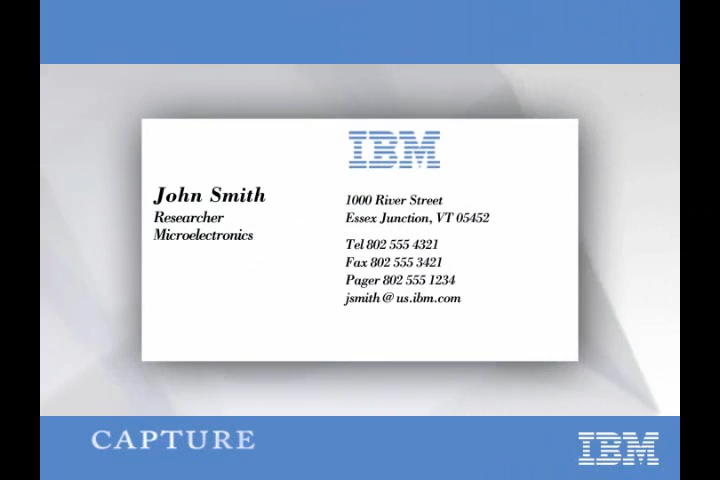 IBM
John Smith
Researcher
Microelectronics
1000 River Street
Essex Junction, VT 05452
Tel 802 555 4321
Fax 802 555 3421
Pager 802 555 1234
jsmith@us.ibm.com
CAPTURE
IBM